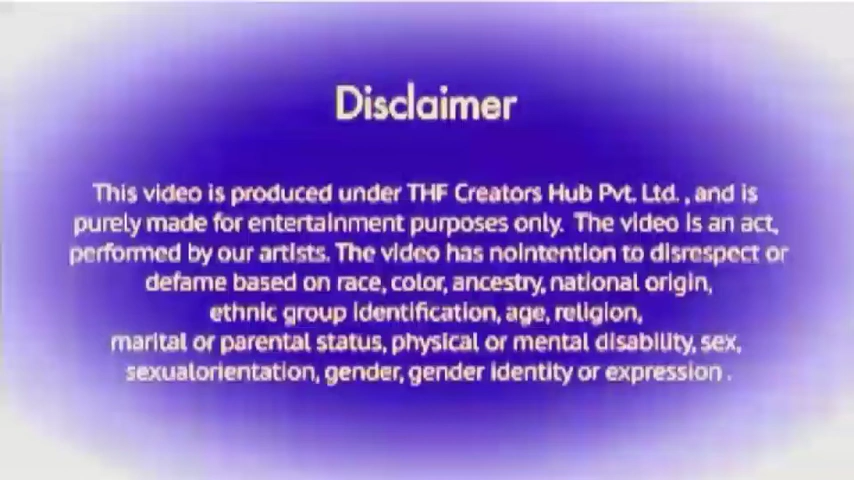 Disclaimer
This video is produced under THF Creators Hub Pvt. Ltd. , and is
purely made for entertainment purposes only. The video is an act,
performed by our artists. The video has nointention to disrespect or
defame based on race, color, ancestry, national origin,
ethnic group identification, age, religion,
marital or parental status, physical or mental disability, sex,
sexualorientation, gender, gender identity or expression .